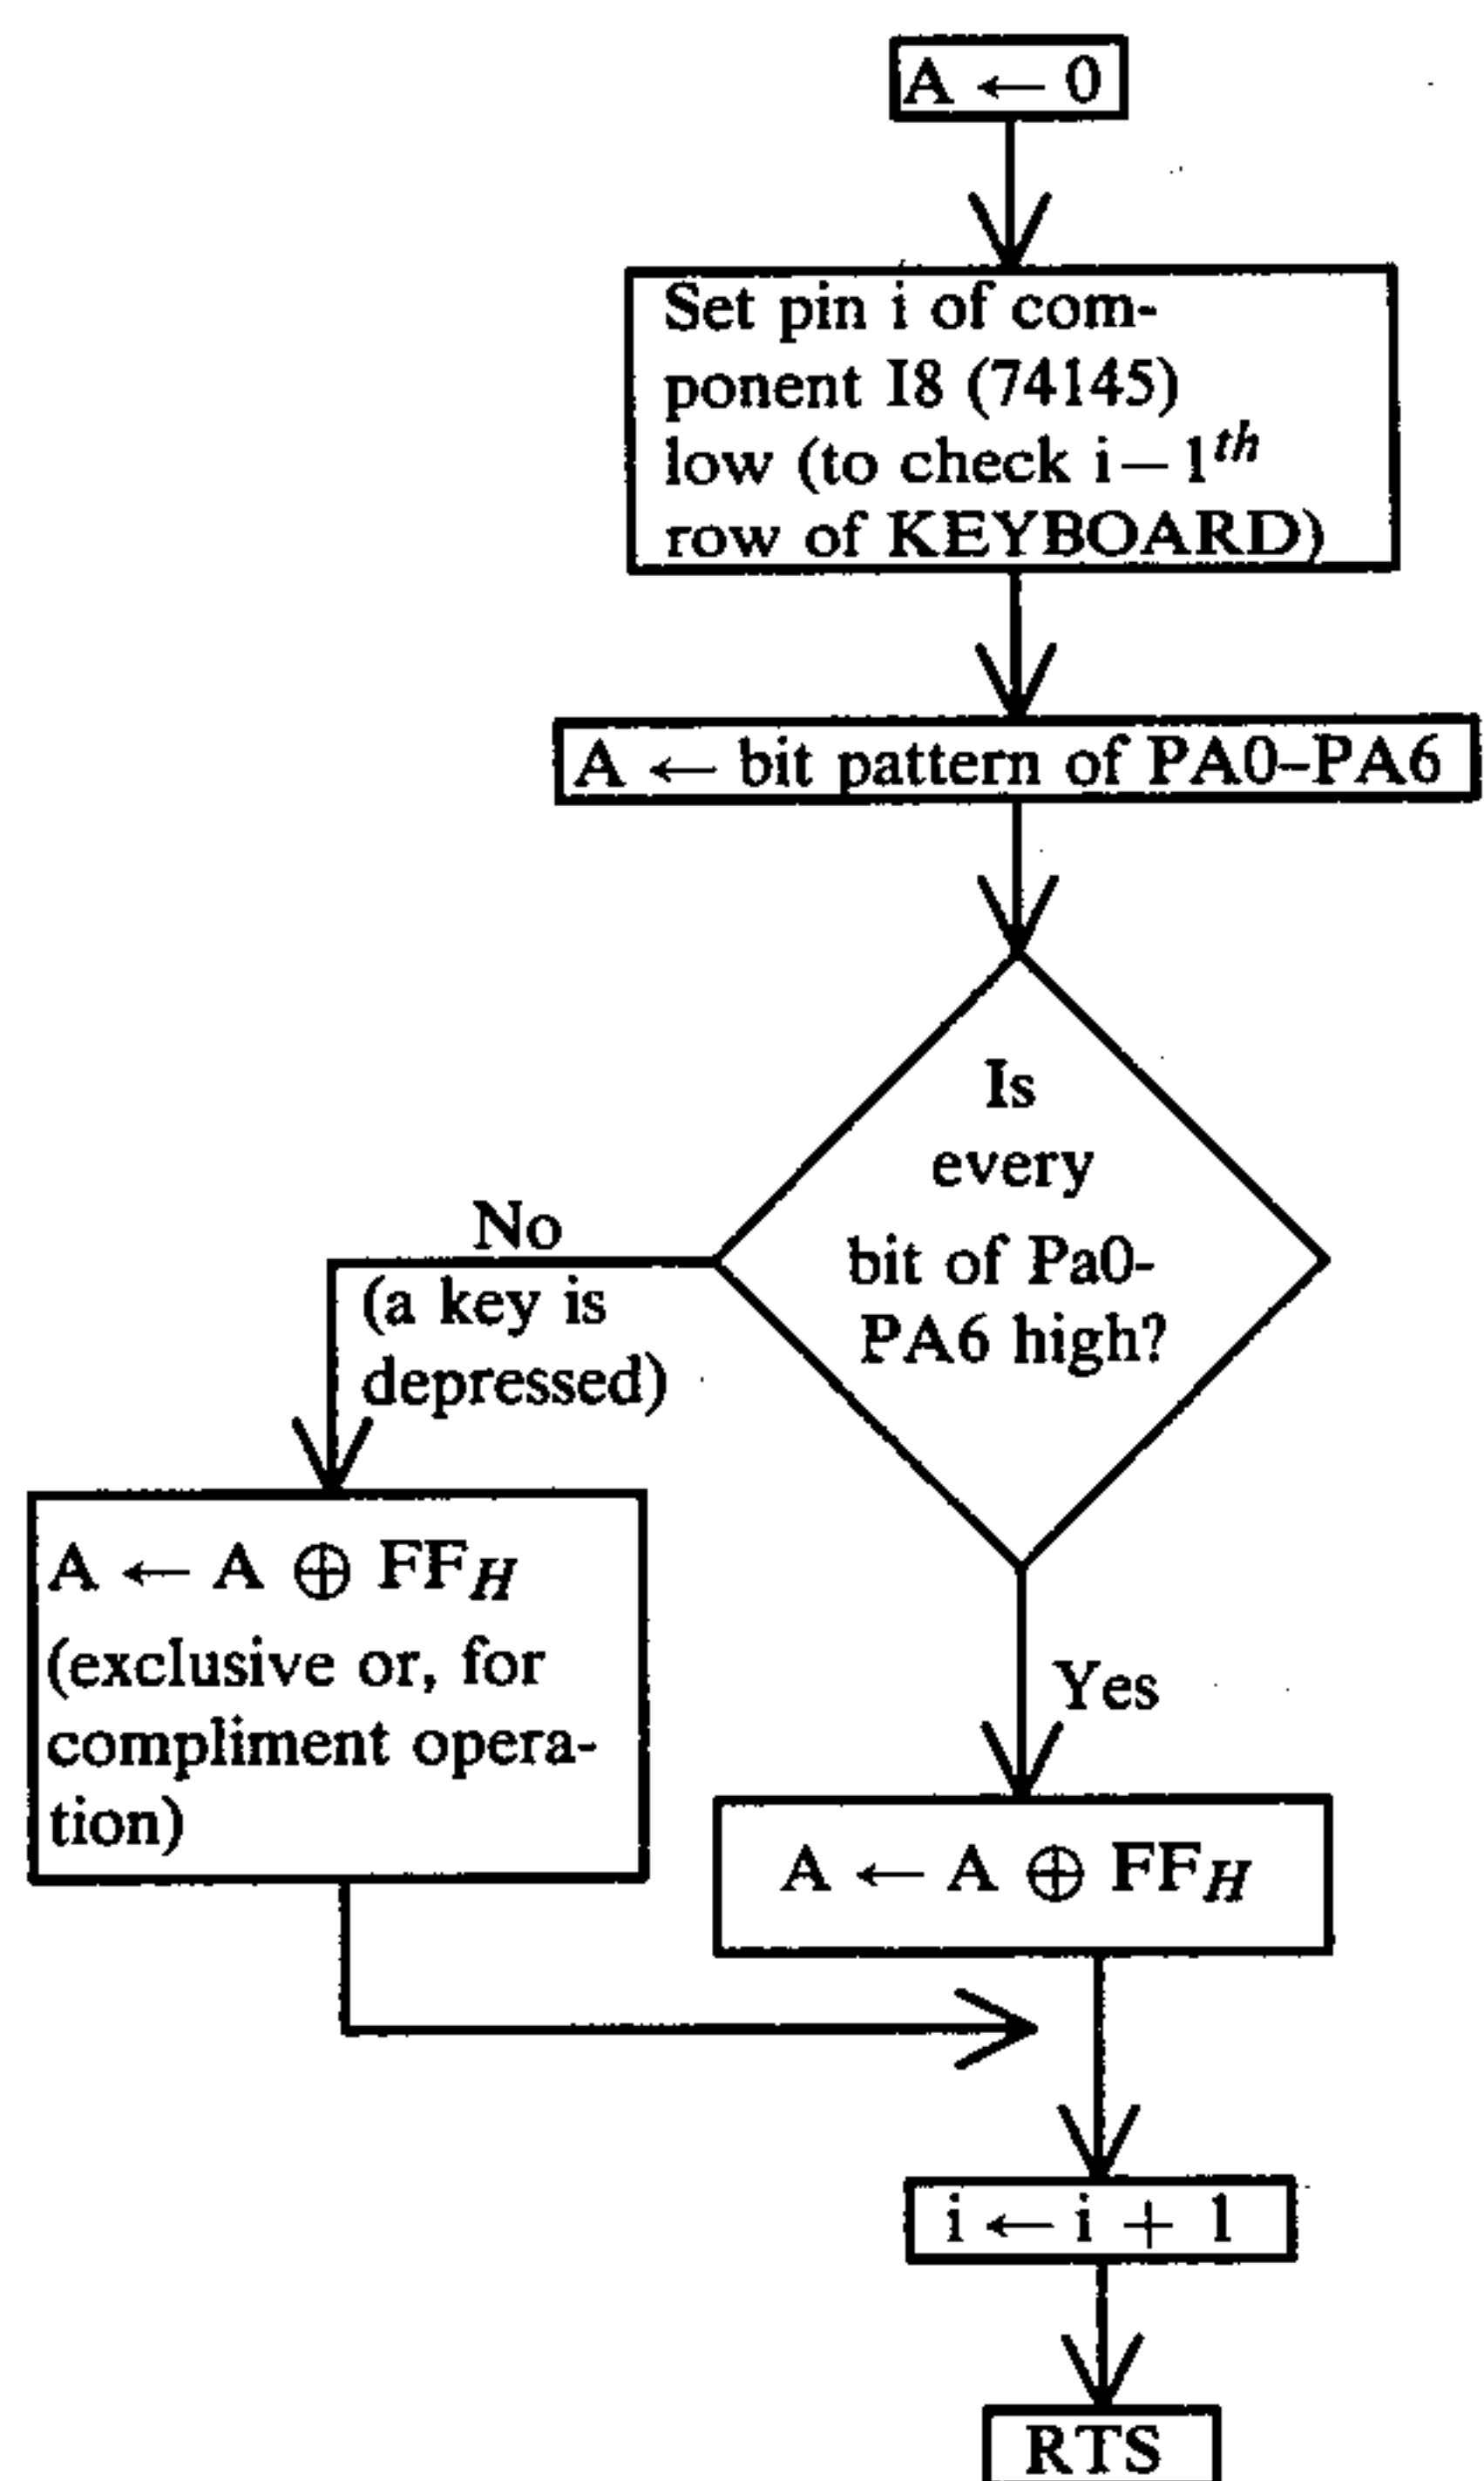 A ← 0
Set pin i of com-
ponent I8 (74145)
low (to check i−1th
row of KEYBOARD)
A ← bit pattern of PA0–PA6
Is
every
bit of Pa0-
PA6 high?
No
(a key is
depressed)
A ← A ⊕ FFH
(exclusive or, for
compliment opera-
tion)
Yes
A ← A ⊕ FFH
i ← i + 1
RTS